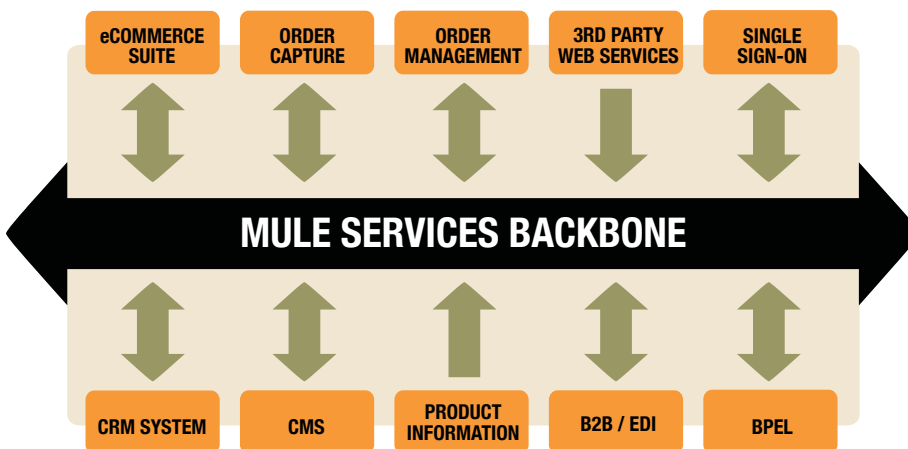 eCOMMERCE
SUITE
ORDER
CAPTURE
ORDER
MANAGEMENT
3RD PARTY
WEB SERVICES
SINGLE
SIGN-ON
MULE SERVICES BACKBONE
CRM SYSTEM
CMS
PRODUCT
INFORMATION
B2B / EDI
BPEL